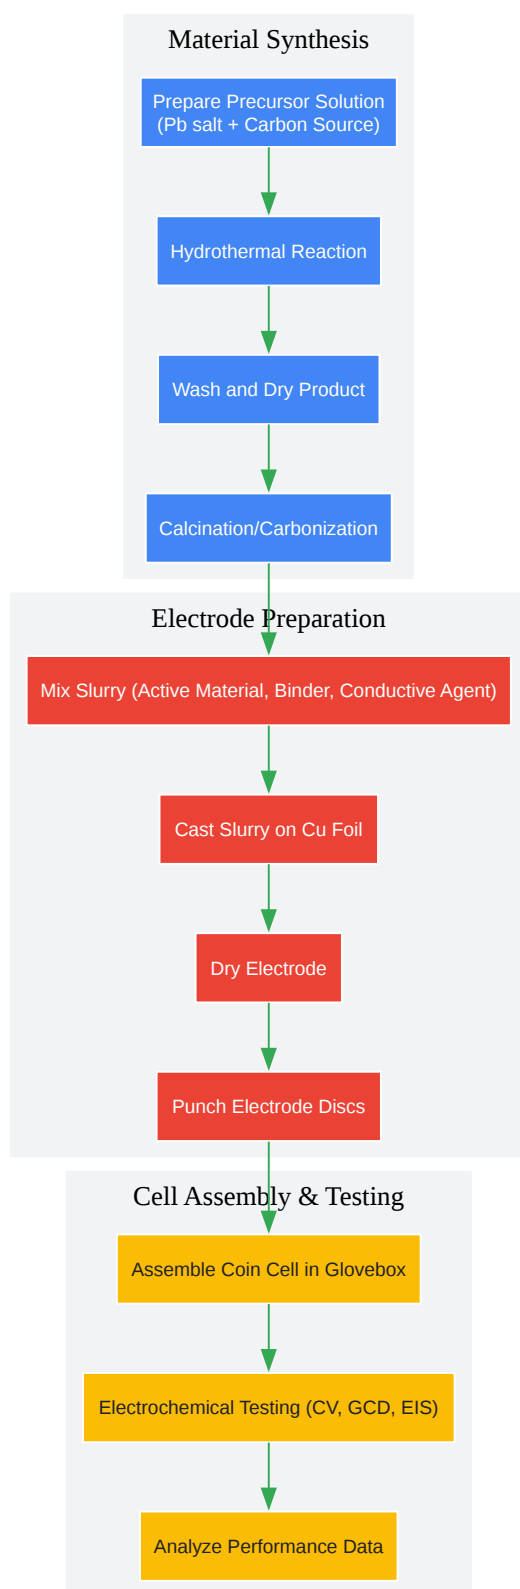 Material Synthesis
Prepare Precursor Solution
(Pb salt + Carbon Source)
Hydrothermal Reaction
Wash and Dry Product
Calcination/Carbonization
Electrode Preparation
Mix Slurry (Active Material, Binder, Conductive Agent)
Cast Slurry on Cu Foil
Dry Electrode
Punch Electrode Discs
Cell Assembly & Testing
Assemble Coin Cell in Glovebox
Electrochemical Testing (CV, GCD, EIS)
Analyze Performance Data